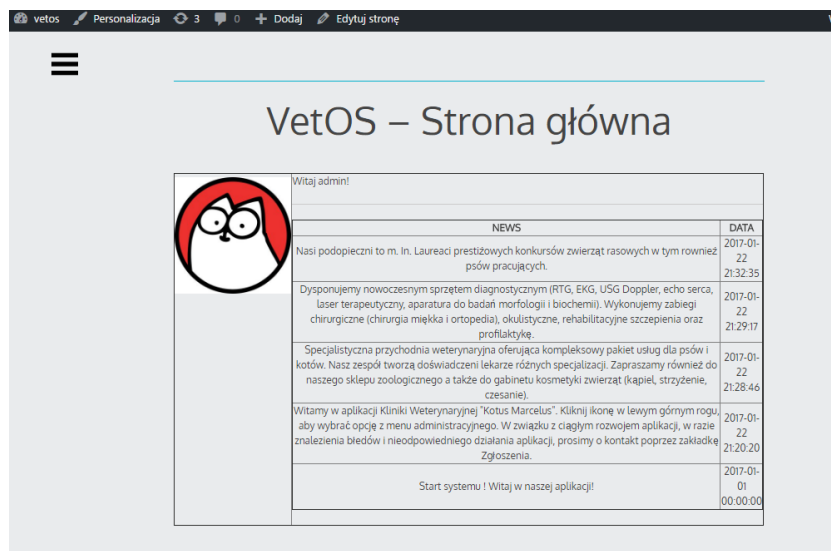 vetos Personalizacja 3 0 Dodaj Edytuj stronę
VetOS – Strona główna
Witaj admin!
NEWS DATA
Nasi podopieczni to m. In. Laureaci prestiżowych konkursów zwierząt rasowych w tym rownież
psów pracujących.
2017-01-
22
21:32:35
Dysponujemy nowoczesnym sprzętem diagnostycznym (RTG, EKG, USG Doppler, echo serca,
laser terapeutyczny, aparatura do badań morfologii i biochemii). Wykonujemy zabiegi
chirurgiczne (chirurgia miękka i ortopedia), okulistyczne, rehabilitacyjne szczepienia oraz
profilaktykę.
2017-01-
22
21:29:17
Specjalistyczna przychodnia weterynaryjna oferująca kompleksowy pakiet usług dla psów i
kotów. Nasz zespół tworzą doświadczeni lekarze różnych specjalizacji. Zapraszamy również do
naszego sklepu zoologicznego a także do gabinetu kosmetyki zwierząt (kąpiel, strzyżenie,
czesanie).
2017-01-
22
21:28:46
Witamy w aplikacji Kliniki Weterynaryjnej "Kotus Marcelus". Kliknij ikonę w lewym górnym rogu,
aby wybrać opcję z menu administracyjnego. W związku z ciągłym rozwojem aplikacji, w razie
znalezienia błedów i nieodpowiedniego działania aplikacji, prosimy o kontakt poprzez zakładkę
Zgłoszenia.
2017-01-
22
21:20:20
Start systemu ! Witaj w naszej aplikacji!
2017-01-
01
00:00:00